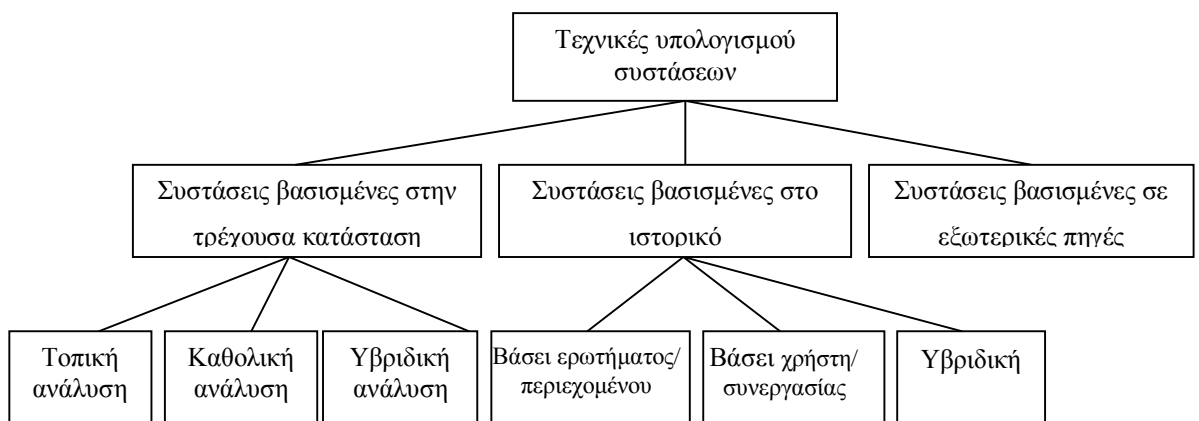 Τεχνικές υπολογισμού
συστάσεων
Συστάσεις βασισμένες στην
τρέχουσα κατάσταση
Συστάσεις βασισμένες στο
ιστορικό
Συστάσεις βασισμένες σε
εξωτερικές πηγές
Τοπική
ανάλυση
Καθολική
ανάλυση
Υβριδική
ανάλυση
Βάσει ερωτήματος/
περιεχομένου
Βάσει χρήστη/
συνεργασίας
Υβριδική